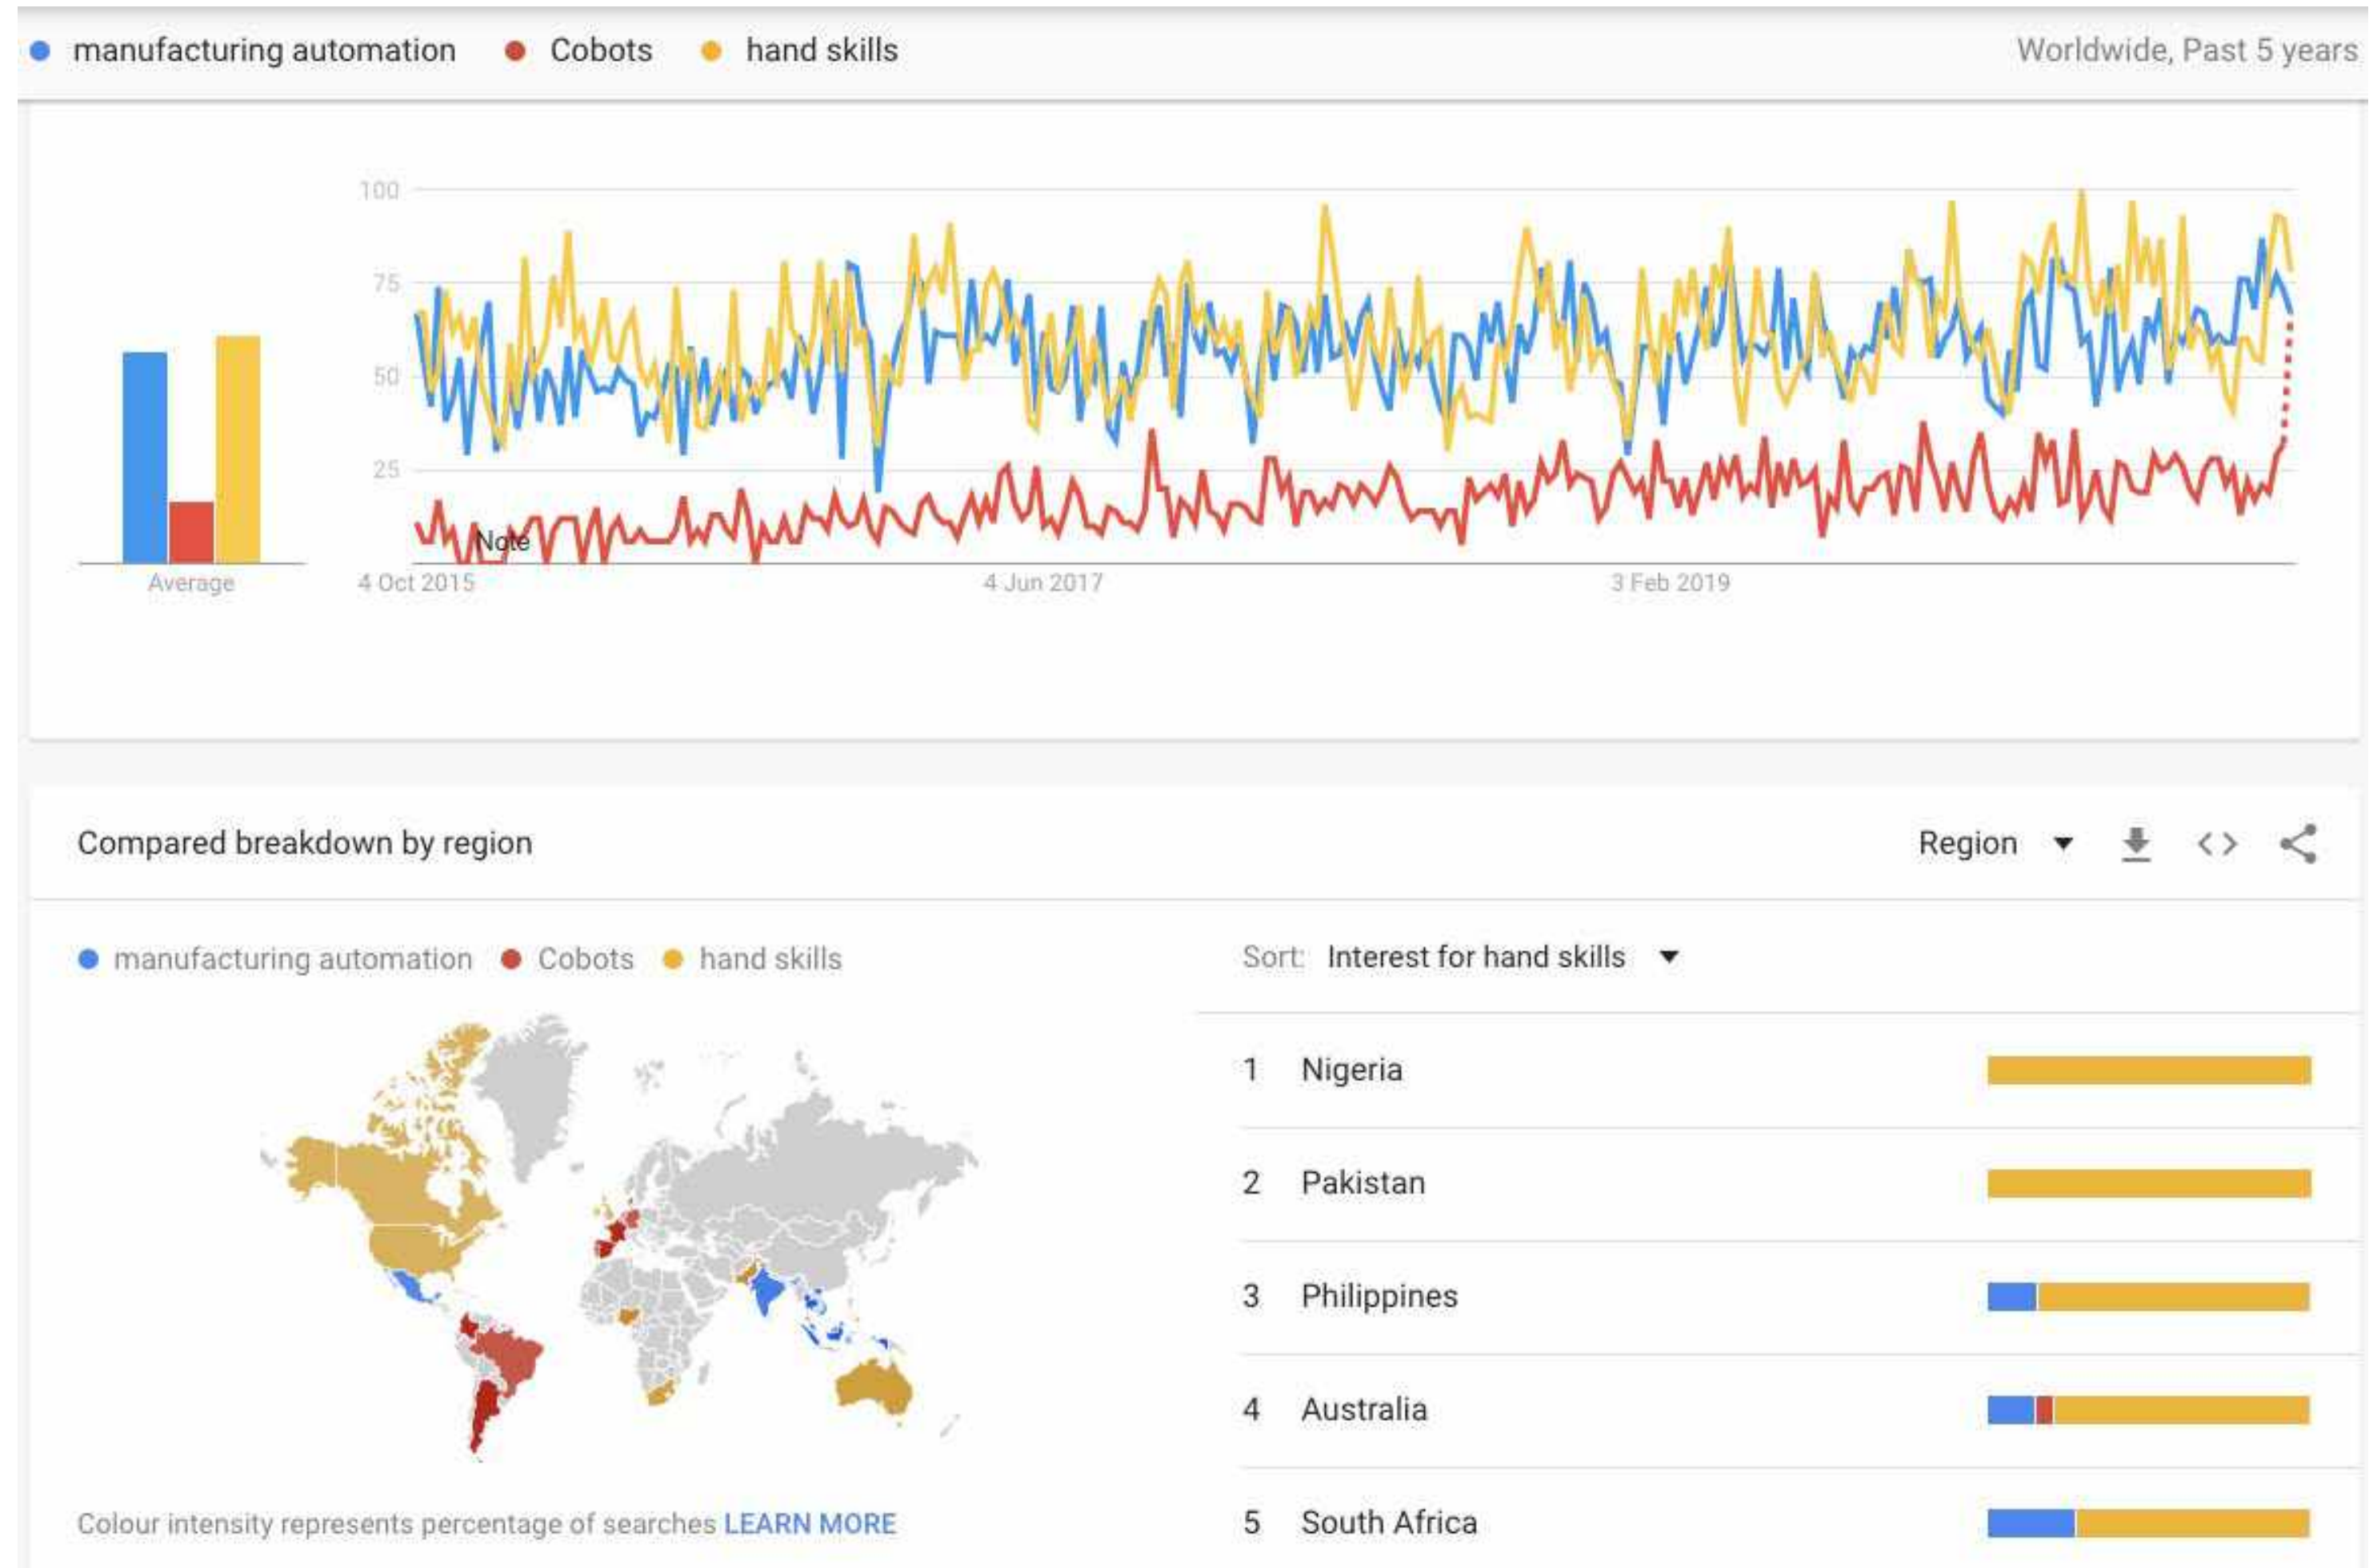 manufacturing automation Cobots hand skills Worldwide, Past 5 years
100
75
50
25
Note
Average 4 Oct 2015 4 Jun 2017 3 Feb 2019
Compared breakdown by region Region
manufacturing automation Cobots hand skills
Sort: Interest for hand skills
1 Nigeria
2 Pakistan
3 Philippines
4 Australia
5 South Africa
Colour intensity represents percentage of searches LEARN MORE